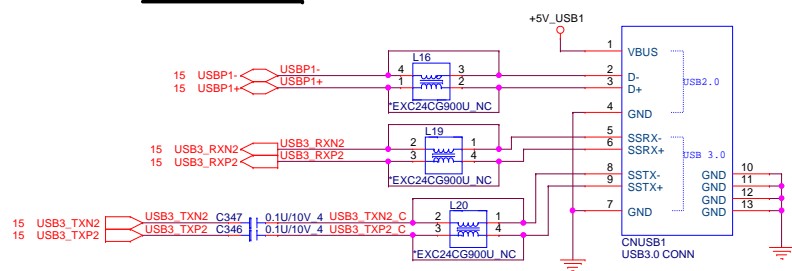 +5V_USB1
L16
1 VBUS
15 USBP1- USBP1- 4 3 2 D- USB2.0
15 USBP1+ USBP1+ 1 2 3 D+
*EXC24CG900U_NC
4 GND
L19
5 SSRX-
15 USB3_RXN2 USB3_RXN2 2 1 6 SSRX+ USB 3.0
15 USB3_RXP2 USB3_RXP2 3 4
*EXC24CG900U_NC
8 SSTX- GND 10
9 SSTX+ GND 11
GND 12
L20
7 GND GND 13
15 USB3_TXN2 USB3_TXN2 C347 0.1U/10V_4 USB3_TXN2_C 2 1
15 USB3_TXP2 USB3_TXP2 C346 0.1U/10V_4 USB3_TXP2_C 3 4
*EXC24CG900U_NC
CNUSB1
USB3.0 CONN